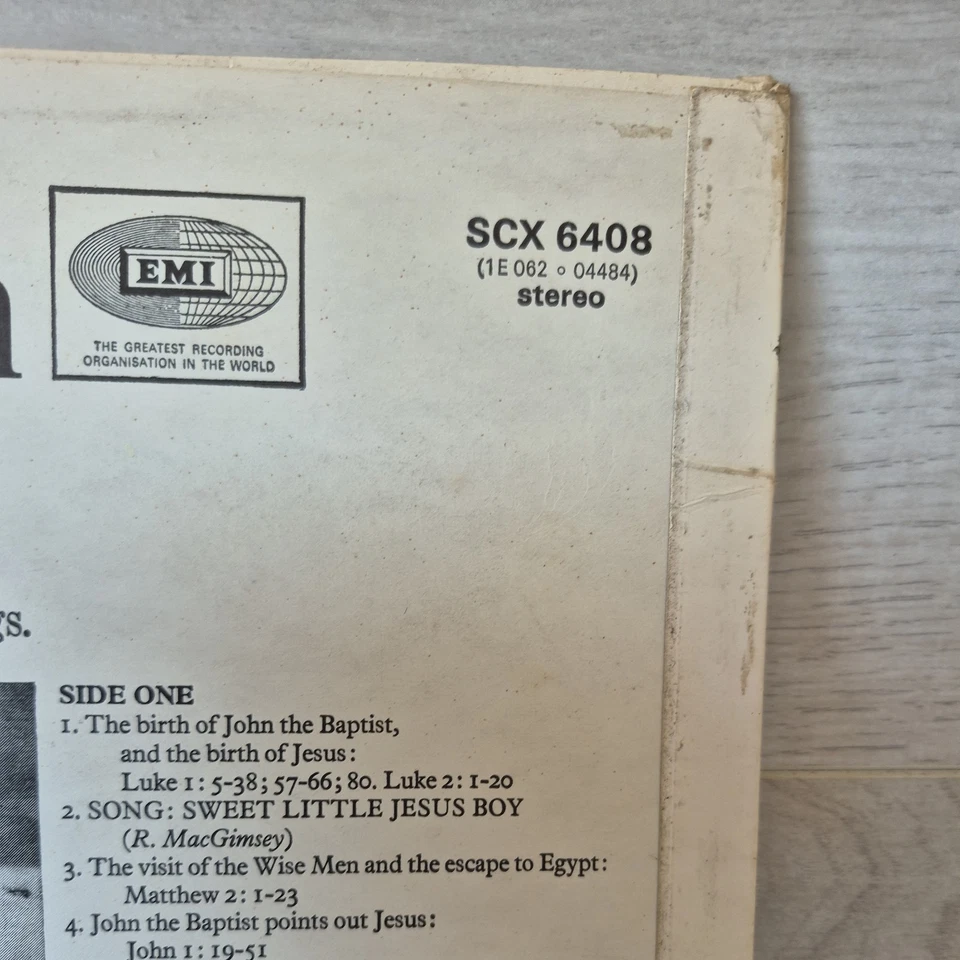 EMI
THE GREATEST RECORDING
ORGANISATION IN THE WORLD
SCX 6408
(1E 062 ○ 04484)
stereo
gs.
SIDE ONE
1. The birth of John the Baptist,
and the birth of Jesus:
Luke 1: 5-38; 57-66; 80. Luke 2: 1-20
2. SONG: SWEET LITTLE JESUS BOY
(R. MacGimsey)
3. The visit of the Wise Men and the escape to Egypt:
Matthew 2: 1-23
4. John the Baptist points out Jesus:
John 1: 19-51